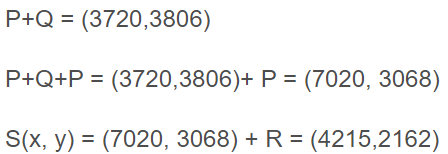 P+Q = (3720,3806)
P+Q+P = (3720,3806)+ P = (7020, 3068)
S(x, y) = (7020, 3068) + R = (4215,2162)